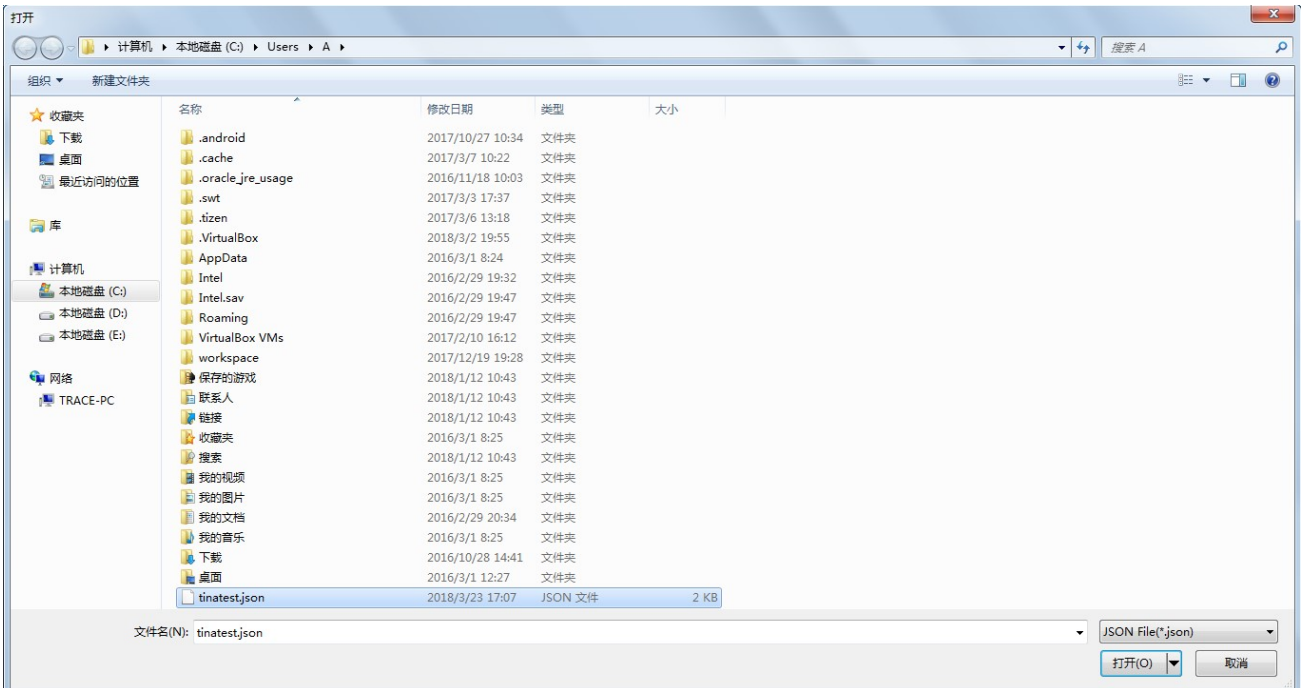 打开
计算机 本地磁盘 (C:) Users A 搜索 A
组织 新建文件夹
名称 修改日期 类型 大小
收藏夹
下载
桌面
最近访问的位置
库
计算机
本地磁盘 (C:)
本地磁盘 (D:)
本地磁盘 (E:)
网络
TRACE-PC
.android 2017/10/27 10:34 文件夹
.cache 2017/3/7 10:22 文件夹
.oracle_jre_usage 2016/11/18 10:03 文件夹
.swt 2017/3/3 17:37 文件夹
.tizen 2017/3/6 13:18 文件夹
.VirtualBox 2018/3/2 19:55 文件夹
AppData 2016/3/1 8:24 文件夹
Intel 2016/2/29 19:32 文件夹
Intel.sav 2016/2/29 19:47 文件夹
Roaming 2016/2/29 19:47 文件夹
VirtualBox VMs 2017/2/10 16:12 文件夹
workspace 2017/12/19 19:28 文件夹
保存的游戏 2018/1/12 10:43 文件夹
联系人 2018/1/12 10:43 文件夹
链接 2018/1/12 10:43 文件夹
收藏夹 2016/3/1 8:25 文件夹
搜索 2018/1/12 10:43 文件夹
我的视频 2016/3/1 8:25 文件夹
我的图片 2016/3/1 8:25 文件夹
我的文档 2016/2/29 20:34 文件夹
我的音乐 2016/3/1 8:25 文件夹
下载 2016/10/28 14:41 文件夹
桌面 2016/3/1 12:27 文件夹
tinatest.json 2018/3/23 17:07 JSON 文件 2 KB
文件名(N): tinatest.json JSON File(*.json)
打开(O) 取消